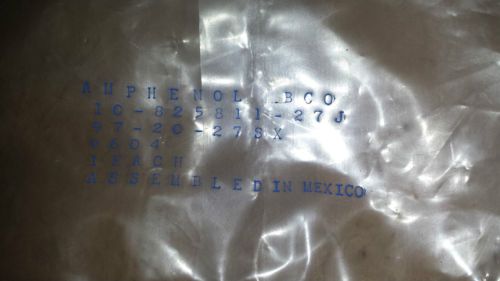 AMPHENOL BCO
10-825811-27J
97-20-27SX
0604
1 EACH
ASSEMBLED IN MEXICO